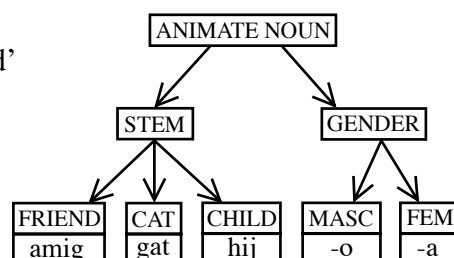 ANIMATE NOUN
d’
STEM GENDER
FRIEND CAT CHILD MASC FEM
amig gat hij -o -a